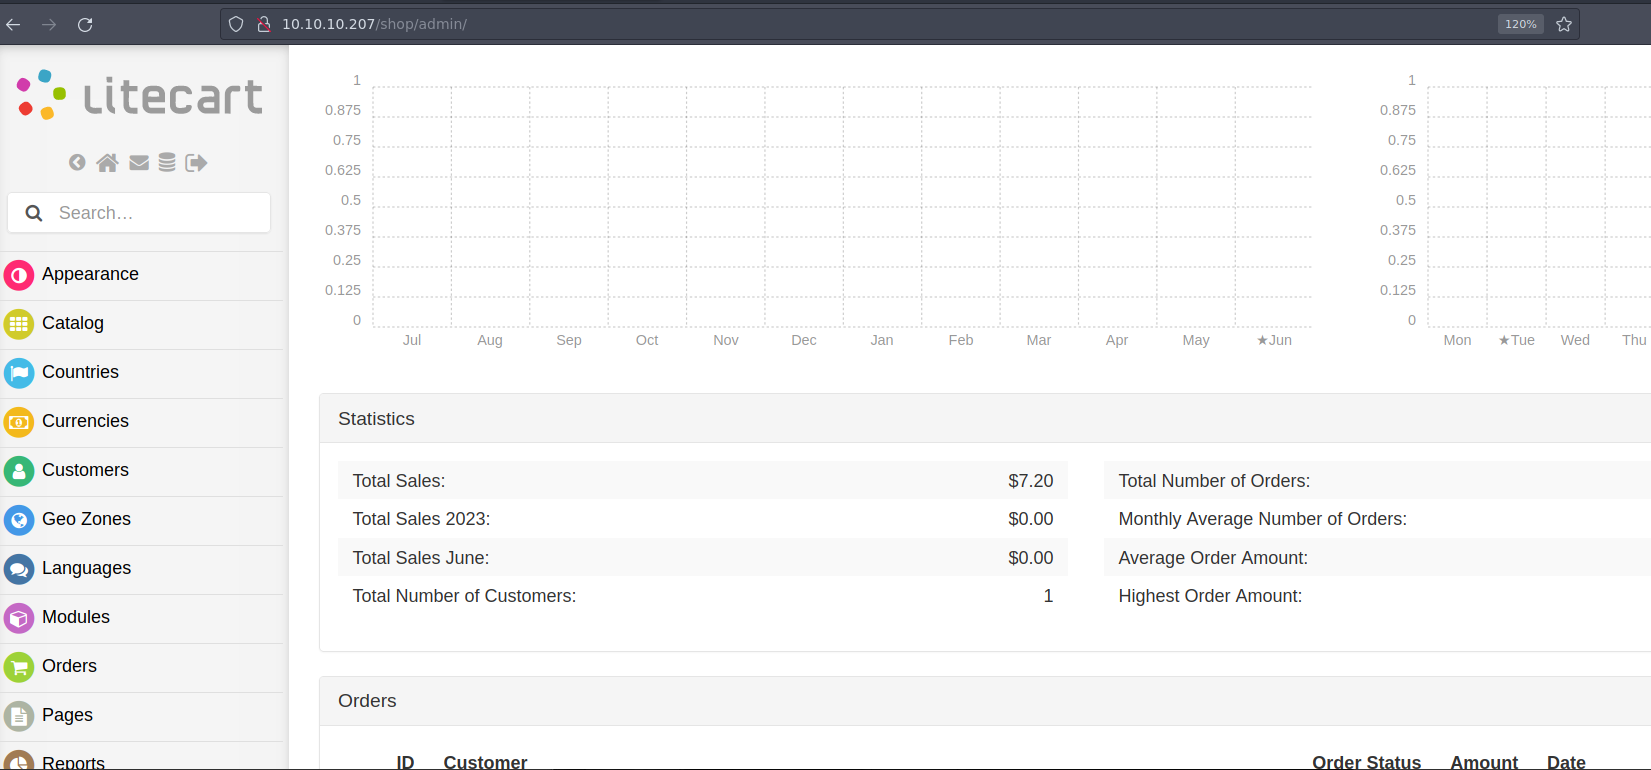 10.10.10.207/shop/admin/
120%
Litecart
Search...
Appearance
Catalog
Countries
Currencies
Customers
Geo Zones
Languages
Modules
Orders
Pages
Reports
1
0.875
0.75
0.625
0.5
0.375
0.25
0.125
0
Jul Aug Sep Oct Nov Dec Jan Feb Mar Apr May ★Jun
1
0.875
0.75
0.625
0.5
0.375
0.25
0.125
0
Mon ★Tue Wed Thu
Statistics
Total Sales: $7.20
Total Sales 2023: $0.00
Total Sales June: $0.00
Total Number of Customers: 1
Total Number of Orders:
Monthly Average Number of Orders:
Average Order Amount:
Highest Order Amount:
Orders
ID Customer Order Status Amount Date